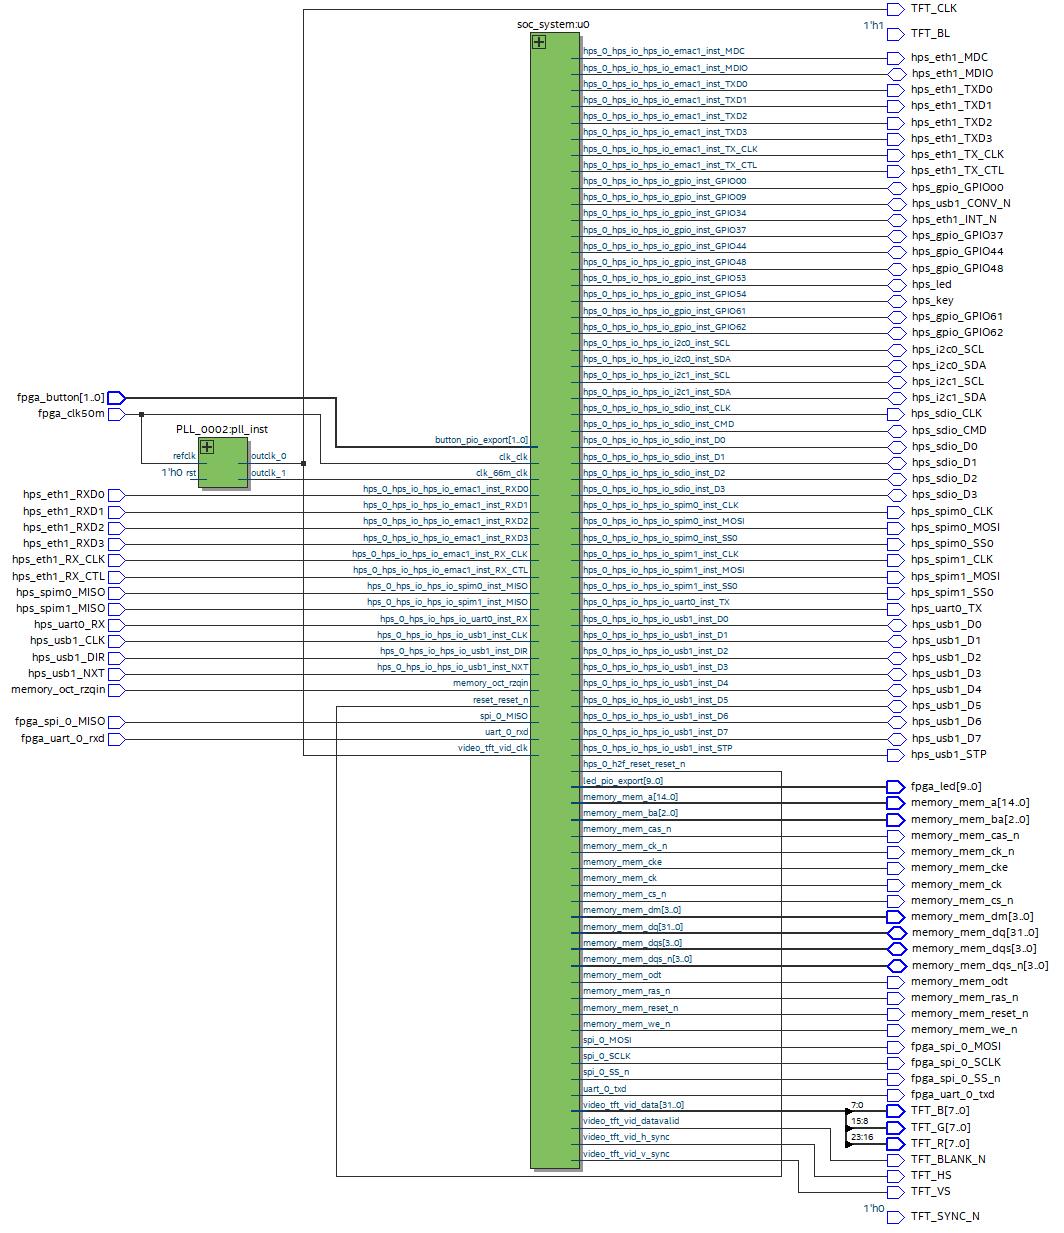 TFT_CLK
soc_system:u0
1'h1
TFT_BL
hps_0_hps_io_hps_io_emac1_inst_MDC
hps_eth1_MDC
hps_0_hps_io_hps_io_emac1_inst_MDIO
hps_eth1_MDIO
hps_0_hps_io_hps_io_emac1_inst_TXD0
hps_eth1_TXD0
hps_0_hps_io_hps_io_emac1_inst_TXD1
hps_eth1_TXD1
hps_0_hps_io_hps_io_emac1_inst_TXD2
hps_eth1_TXD2
hps_0_hps_io_hps_io_emac1_inst_TXD3
hps_eth1_TXD3
hps_0_hps_io_hps_io_emac1_inst_TX_CLK
hps_eth1_TX_CLK
hps_0_hps_io_hps_io_emac1_inst_TX_CTL
hps_eth1_TX_CTL
hps_0_hps_io_hps_io_gpio_inst_GPIO00
hps_gpio_GPIO00
hps_0_hps_io_hps_io_gpio_inst_GPIO09
hps_usb1_CONV_N
hps_0_hps_io_hps_io_gpio_inst_GPIO34
hps_eth1_INT_N
hps_0_hps_io_hps_io_gpio_inst_GPIO37
hps_gpio_GPIO37
hps_0_hps_io_hps_io_gpio_inst_GPIO44
hps_gpio_GPIO44
hps_0_hps_io_hps_io_gpio_inst_GPIO48
hps_gpio_GPIO48
hps_0_hps_io_hps_io_gpio_inst_GPIO53
hps_led
hps_0_hps_io_hps_io_gpio_inst_GPIO54
hps_key
hps_0_hps_io_hps_io_gpio_inst_GPIO61
hps_gpio_GPIO61
hps_0_hps_io_hps_io_gpio_inst_GPIO62
hps_gpio_GPIO62
hps_0_hps_io_hps_io_i2c0_inst_SCL
hps_i2c0_SCL
hps_0_hps_io_hps_io_i2c0_inst_SDA
hps_i2c0_SDA
hps_0_hps_io_hps_io_i2c1_inst_SCL
hps_i2c1_SCL
fpga_button[1..0]
hps_0_hps_io_hps_io_i2c1_inst_SDA
hps_i2c1_SDA
fpga_clk50m
hps_0_hps_io_hps_io_sdio_inst_CLK
hps_sdio_CLK
PLL_0002:pll_inst
hps_0_hps_io_hps_io_sdio_inst_CMD
hps_sdio_CMD
button_pio_export[1..0]
hps_0_hps_io_hps_io_sdio_inst_D0
hps_sdio_D0
refclk
outclk_0
clk_clk
hps_0_hps_io_hps_io_sdio_inst_D1
hps_sdio_D1
1'h0 rst
outclk_1
clk_66m_clk
hps_0_hps_io_hps_io_sdio_inst_D2
hps_sdio_D2
hps_eth1_RXD0
hps_0_hps_io_hps_io_emac1_inst_RXD0
hps_0_hps_io_hps_io_sdio_inst_D3
hps_sdio_D3
hps_eth1_RXD1
hps_0_hps_io_hps_io_emac1_inst_RXD1
hps_0_hps_io_hps_io_spim0_inst_CLK
hps_spim0_CLK
hps_eth1_RXD2
hps_0_hps_io_hps_io_emac1_inst_RXD2
hps_0_hps_io_hps_io_spim0_inst_MOSI
hps_spim0_MOSI
hps_eth1_RXD3
hps_0_hps_io_hps_io_emac1_inst_RXD3
hps_0_hps_io_hps_io_spim0_inst_SS0
hps_spim0_SS0
hps_eth1_RX_CLK
hps_0_hps_io_hps_io_emac1_inst_RX_CLK
hps_0_hps_io_hps_io_spim1_inst_CLK
hps_spim1_CLK
hps_eth1_RX_CTL
hps_0_hps_io_hps_io_emac1_inst_RX_CTL
hps_0_hps_io_hps_io_spim1_inst_MOSI
hps_spim1_MOSI
hps_spim0_MISO
hps_0_hps_io_hps_io_spim0_inst_MISO
hps_0_hps_io_hps_io_spim1_inst_SS0
hps_spim1_SS0
hps_spim1_MISO
hps_0_hps_io_hps_io_spim1_inst_MISO
hps_0_hps_io_hps_io_uart0_inst_TX
hps_uart0_TX
hps_uart0_RX
hps_0_hps_io_hps_io_uart0_inst_RX
hps_0_hps_io_hps_io_usb1_inst_D0
hps_usb1_D0
hps_usb1_CLK
hps_0_hps_io_hps_io_usb1_inst_CLK
hps_0_hps_io_hps_io_usb1_inst_D1
hps_usb1_D1
hps_usb1_DIR
hps_0_hps_io_hps_io_usb1_inst_DIR
hps_0_hps_io_hps_io_usb1_inst_D2
hps_usb1_D2
hps_usb1_NXT
hps_0_hps_io_hps_io_usb1_inst_NXT
hps_0_hps_io_hps_io_usb1_inst_D3
hps_usb1_D3
memory_oct_rzqin
memory_oct_rzqin
hps_0_hps_io_hps_io_usb1_inst_D4
hps_usb1_D4
reset_reset_n
hps_0_hps_io_hps_io_usb1_inst_D5
hps_usb1_D5
fpga_spi_0_MISO
spi_0_MISO
hps_0_hps_io_hps_io_usb1_inst_D6
hps_usb1_D6
fpga_uart_0_rxd
uart_0_rxd
hps_0_hps_io_hps_io_usb1_inst_D7
hps_usb1_D7
video_tft_vid_clk
hps_0_hps_io_hps_io_usb1_inst_STP
hps_usb1_STP
hps_0_h2f_reset_reset_n
led_pio_export[9..0]
fpga_led[9..0]
memory_mem_a[14..0]
memory_mem_a[14..0]
memory_mem_ba[2..0]
memory_mem_ba[2..0]
memory_mem_cas_n
memory_mem_cas_n
memory_mem_ck_n
memory_mem_ck_n
memory_mem_cke
memory_mem_cke
memory_mem_ck
memory_mem_ck
memory_mem_cs_n
memory_mem_cs_n
memory_mem_dm[3..0]
memory_mem_dm[3..0]
memory_mem_dq[31..0]
memory_mem_dq[31..0]
memory_mem_dqs[3..0]
memory_mem_dqs[3..0]
memory_mem_dqs_n[3..0]
memory_mem_dqs_n[3..0]
memory_mem_odt
memory_mem_odt
memory_mem_ras_n
memory_mem_ras_n
memory_mem_reset_n
memory_mem_reset_n
memory_mem_we_n
memory_mem_we_n
spi_0_MOSI
fpga_spi_0_MOSI
spi_0_SCLK
fpga_spi_0_SCLK
spi_0_SS_n
fpga_spi_0_SS_n
uart_0_txd
fpga_uart_0_txd
video_tft_vid_data[31..0]
7:0
TFT_B[7..0]
video_tft_vid_datavalid
15:8
TFT_G[7..0]
video_tft_vid_h_sync
23:16
TFT_R[7..0]
video_tft_vid_v_sync
TFT_BLANK_N
TFT_HS
TFT_VS
1'h0
TFT_SYNC_N